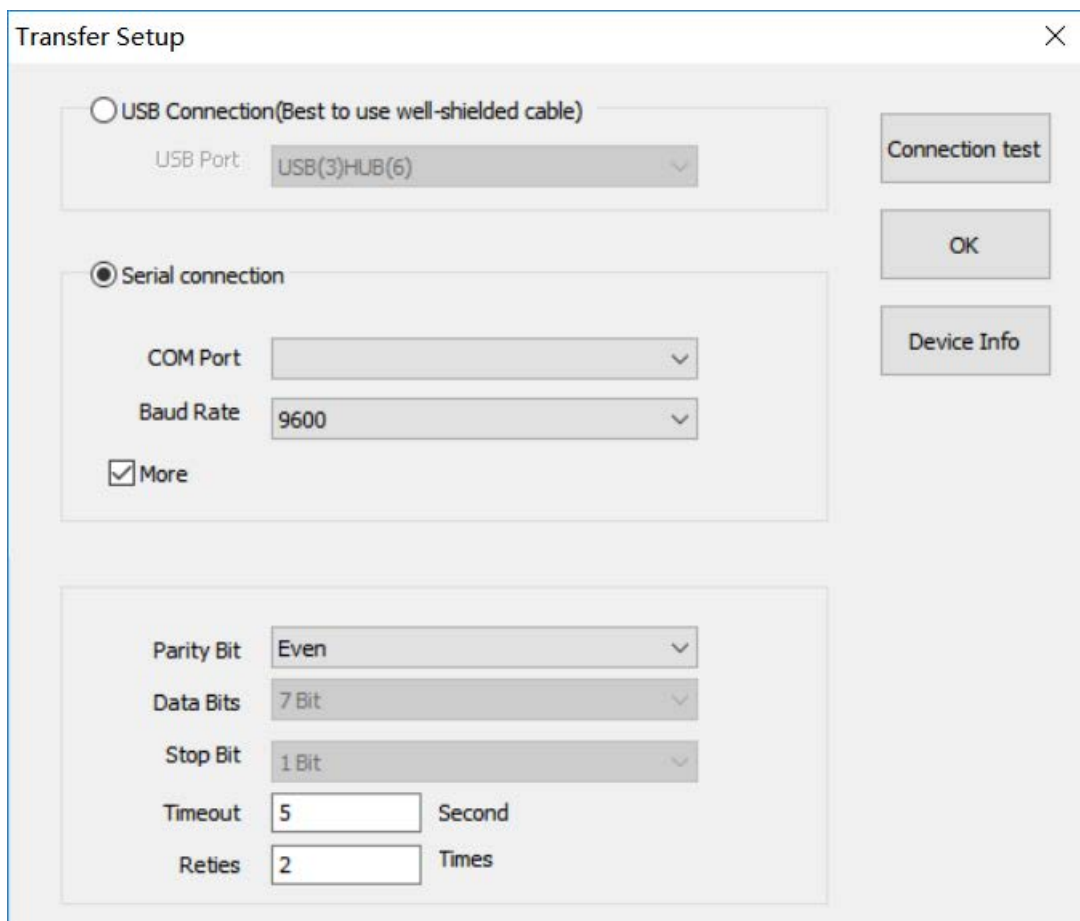 Transfer Setup
USB Connection(Best to use well-shielded cable)
USB Port
USB(3)HUB(6)
Connection test
OK
Device Info
Serial connection
COM Port
Baud Rate
9600
More
Parity Bit
Even
Data Bits
7 Bit
Stop Bit
1 Bit
Timeout
5
Second
Reties
2
Times